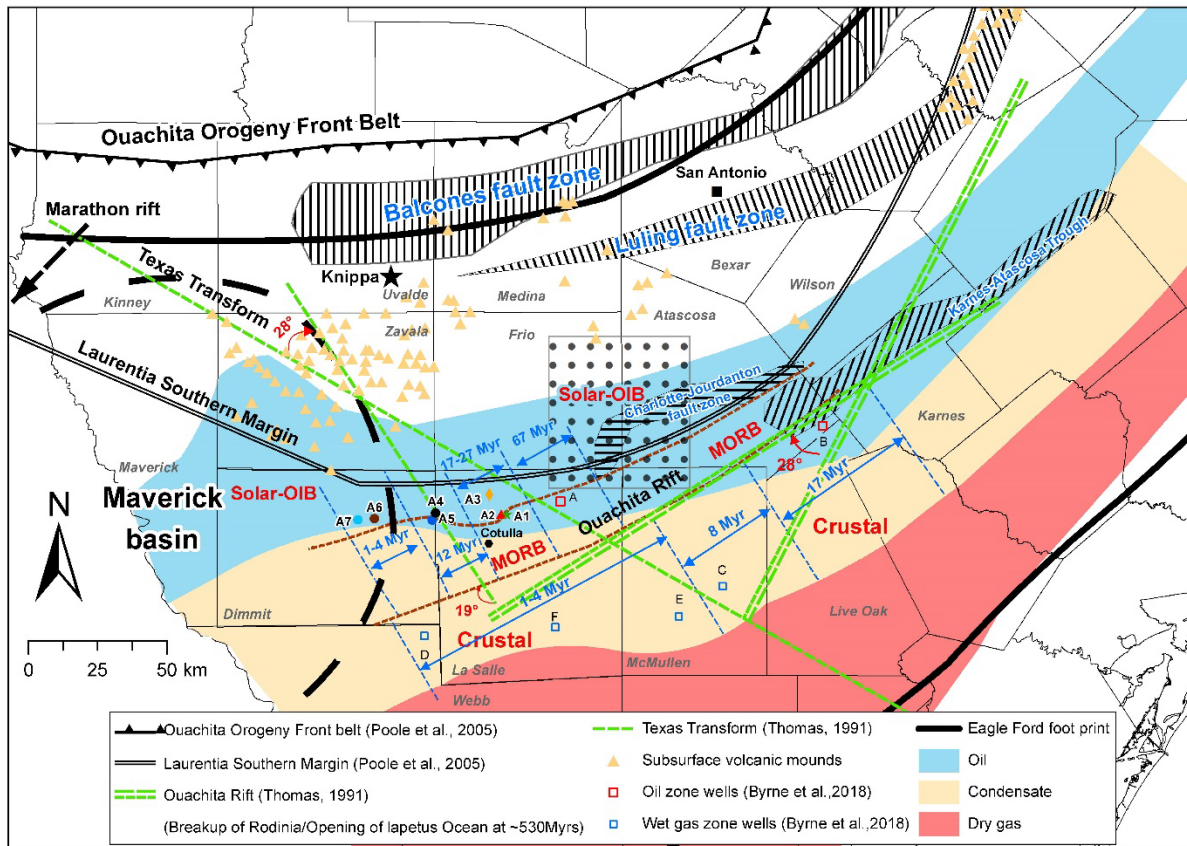 Ouachita Orogeny Front Belt
Balcones fault zone
San Antonio
Marathon rift
Luling fault zone
Texas Transform
Knippa
Bexar
Karnes-Atascosa Trough
Kinney
Uvalde
Medina
Wilson
28°
Zavala
Frio
Atascosa
Laurentia Southern Margin
Solar-OIB
Charlotte-Jourdanton
fault zone
Karnes
67 Myr
MORB
B
17-27 Myr
28°
Maverick
Solar-OIB
A4
A3
A
Ouachita Rift
17 Myr
Maverick
basin
A7
A6
A5
A2
A1
Cotulla
Crustal
1-4 Myr
12 Myr
MORB
8 Myr
N
C
1-4 Myr
19°
E
Dimmit
F
Live Oak
0
25
50 km
D
Crustal
La Salle
McMullen
Webb
Ouachita Orogeny Front belt (Poole et al., 2005)
Laurentia Southern Margin (Poole et al., 2005)
Ouachita Rift (Thomas, 1991)
(Breakup of Rodinia/Opening of Iapetus Ocean at ~530Myrs)
Texas Transform (Thomas, 1991)
Subsurface volcanic mounds
Oil zone wells (Byrne et al.,2018)
Wet gas zone wells (Byrne et al.,2018)
Eagle Ford foot print
Oil
Condensate
Dry gas